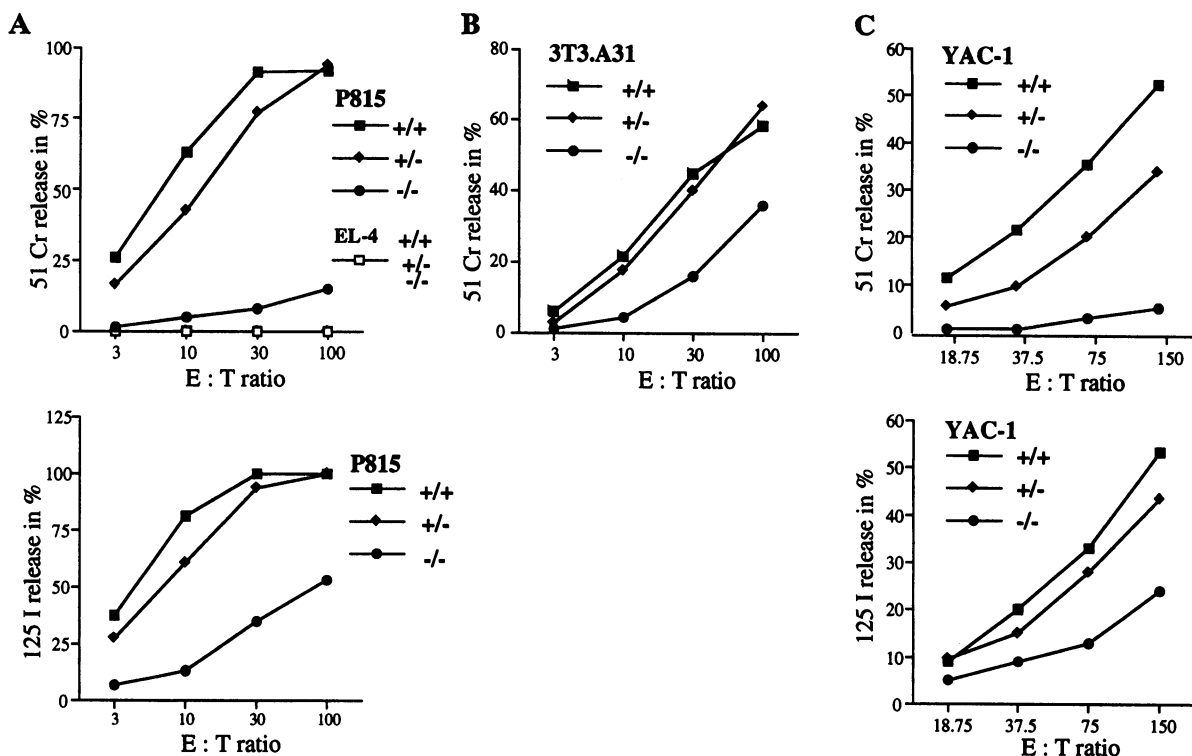 A
51 Cr release in %
100
75
50
25
0
3 10 30 100
E : T ratio
P815
+/+
+/-
-/-
EL-4 +/+
+/-
-/-
B
51 Cr release in %
80
60
40
20
0
3 10 30 100
E : T ratio
3T3.A31
+/+
+/-
-/-
C
51 Cr release in %
60
50
40
30
20
10
0
18.75 37.5 75 150
E : T ratio
YAC-1
+/+
+/-
-/-
125 I release in %
125
100
75
50
25
0
3 10 30 100
E : T ratio
P815
+/+
+/-
-/-
125 I release in %
60
50
40
30
20
10
0
18.75 37.5 75 150
E : T ratio
YAC-1
+/+
+/-
-/-